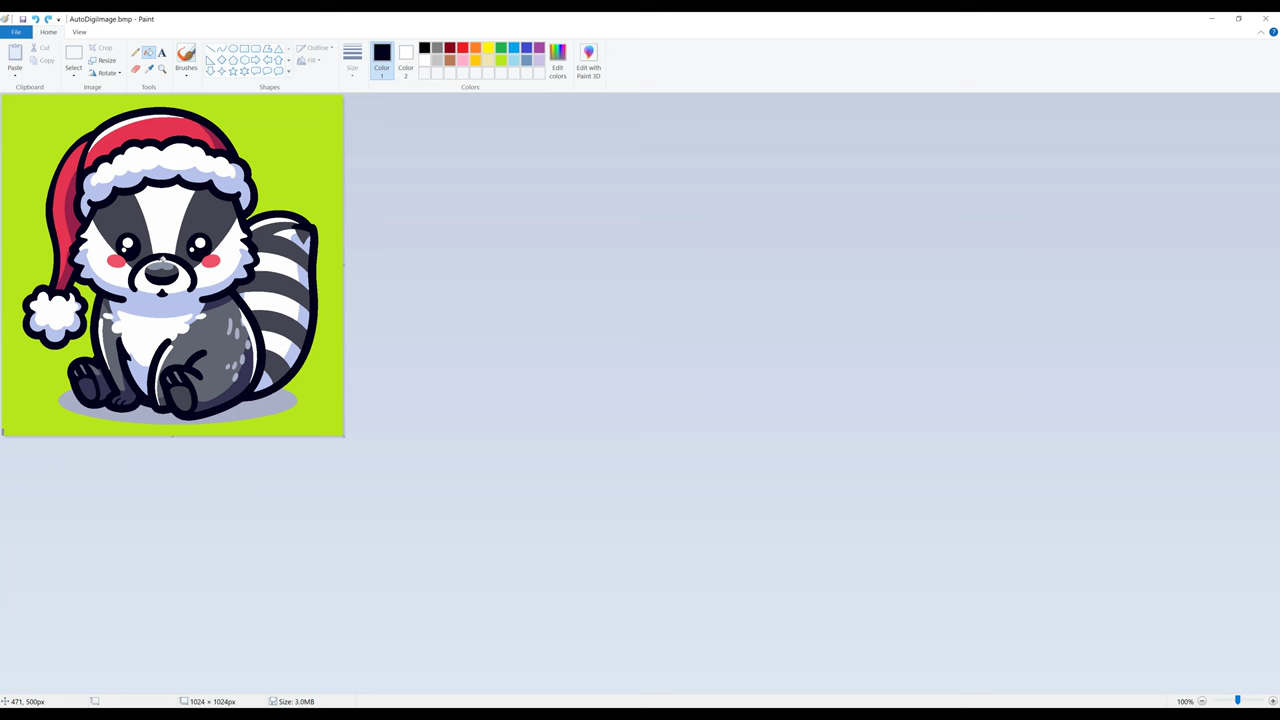 AutoDigiImage.bmp - Paint
File Home View
Paste
Cut
Copy
Clipboard
Select
Crop
Resize
Rotate
Image
A
Tools
Brushes
Outline
Fill
Shapes
Size
Color
1
Color
2
Edit
colors
Edit with
Paint 3D
Colors
471, 500px
1024 × 1024px
Size: 3.0MB
100%